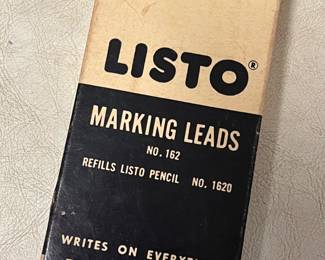 LISTO®
MARKING LEADS
NO. 162
REFILLS LISTO PENCIL NO. 1620
WRITES ON